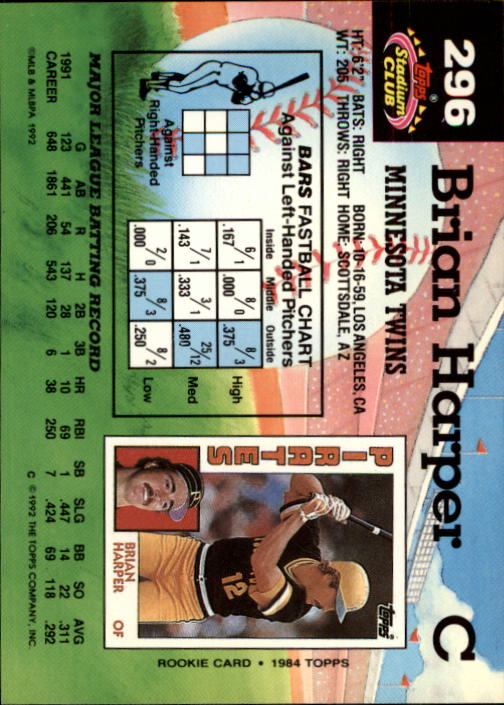 296
Topps
Stadium
CLUB
Brian Harper C
MINNESOTA TWINS
HT: 6'2" BATS: RIGHT BORN: 10-16-59, LOS ANGELES, CA
WT: 205 THROWS: RIGHT HOME: SCOTTSDALE, AZ
BARS FASTBALL CHART
Against Left-Handed Pitchers
Inside Middle Outside
6/1 8/0 8/3
.167 .000 .375 High
7/1 3/1 25/12
.143 .333 .480 Med
2/0 8/3 8/2
.000 .375 .250 Low
Against
Right-Handed
Pitchers
PIRATES
Topps
12
P
BRIAN
HARPER OF
ROOKIE CARD • 1984 TOPPS
MAJOR LEAGUE BATTING RECORD
G AB R H 2B 3B HR RBI SB SLG BB SO AVG
1991 123 441 54 137 28 1 10 69 1 .447 14 22 .311
CAREER 648 1861 206 543 120 6 38 250 7 .424 69 118 .292
©MLB & MLBPA 1992
C © 1992 THE TOPPS COMPANY, INC.